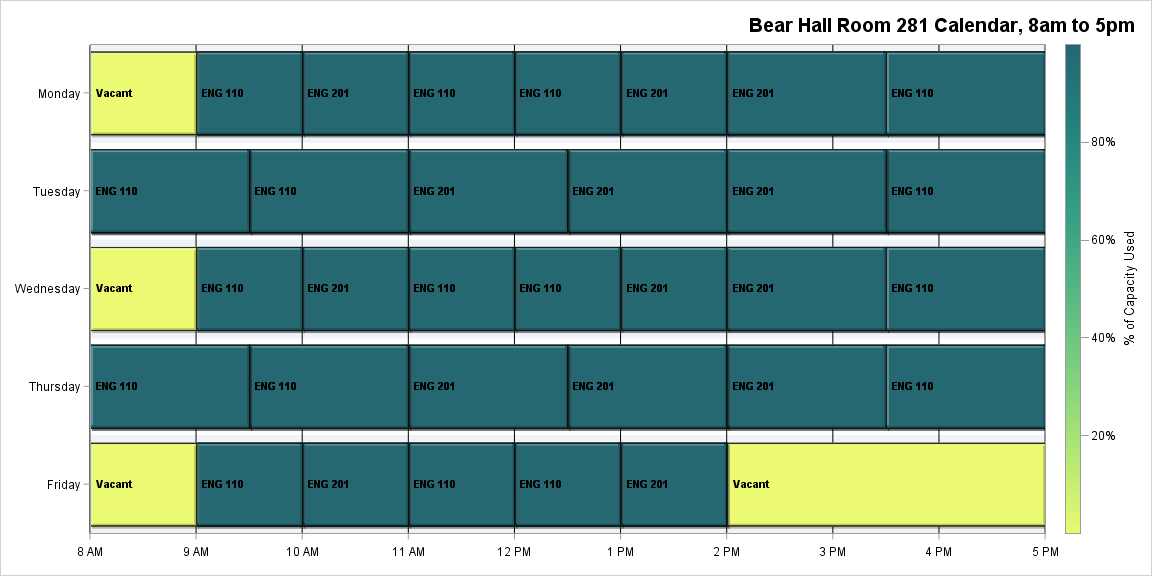 Bear Hall Room 281 Calendar, 8am to 5pm
Monday
Vacant ENG 110 ENG 201 ENG 110 ENG 110 ENG 201 ENG 201 ENG 110
80%
Tuesday
ENG 110 ENG 110 ENG 201 ENG 201 ENG 201 ENG 110
60%
Wednesday
Vacant ENG 110 ENG 201 ENG 110 ENG 110 ENG 201 ENG 201 ENG 110
% of Capacity Used
40%
Thursday
ENG 110 ENG 110 ENG 201 ENG 201 ENG 201 ENG 110
20%
Friday
Vacant ENG 110 ENG 201 ENG 110 ENG 110 ENG 201 Vacant
8 AM 9 AM 10 AM 11 AM 12 PM 1 PM 2 PM 3 PM 4 PM 5 PM